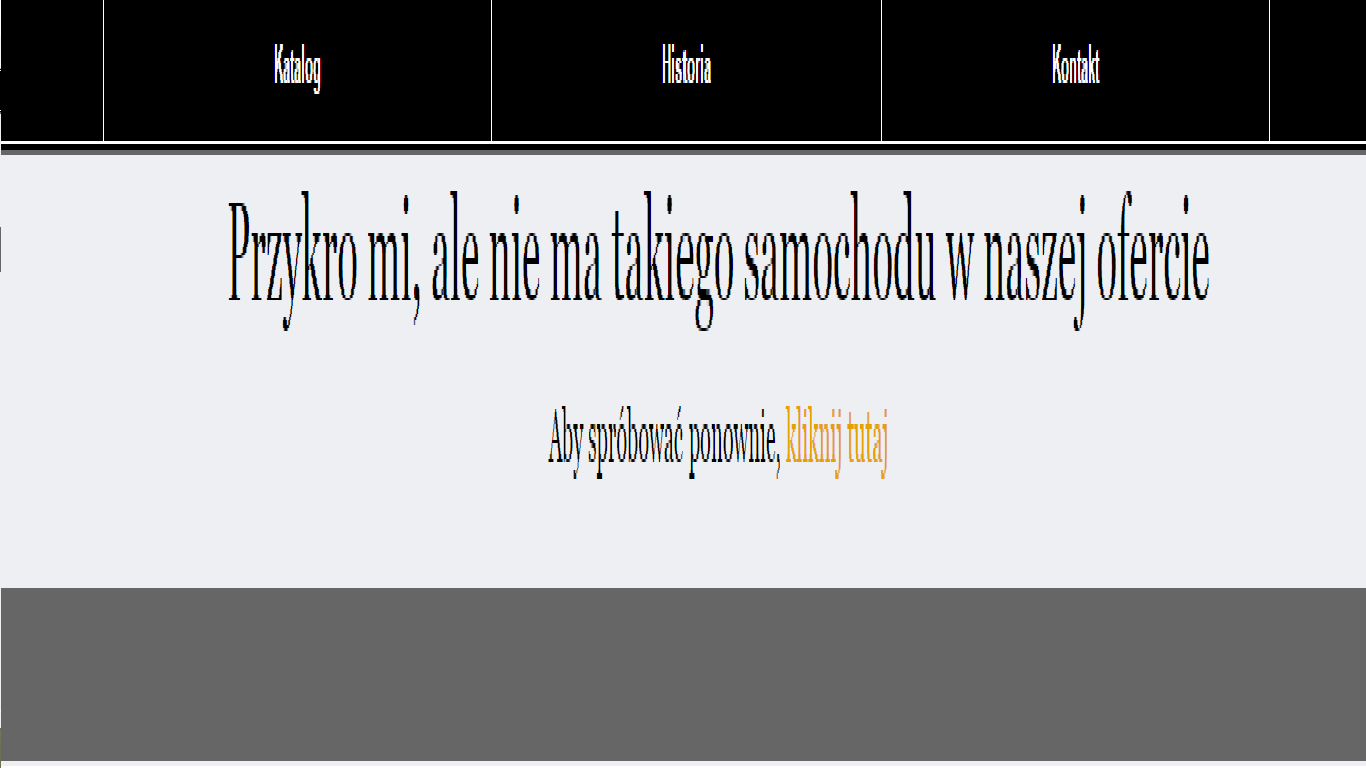 Katalog
Historia
Kontakt
Przykro mi, ale nie ma takiego samochodu w naszej ofercie
Aby spróbować ponownie, kliknij tutaj